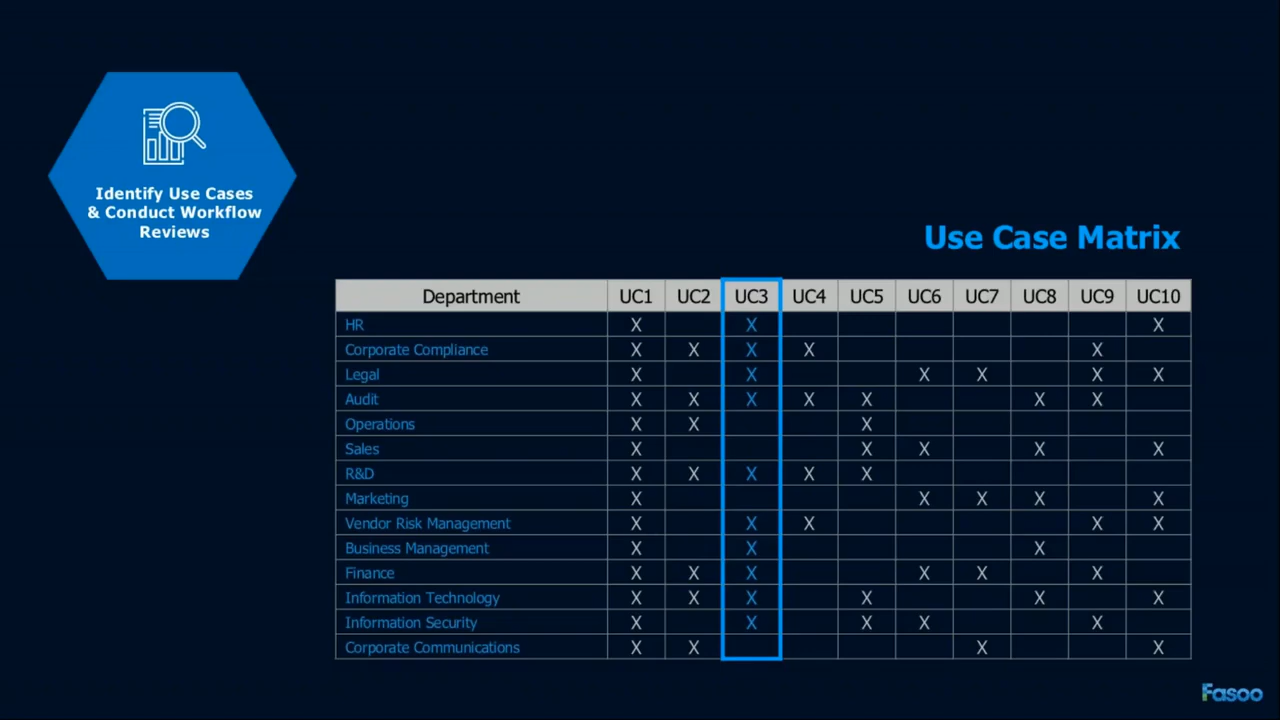 Identify Use Cases
& Conduct Workflow
Reviews
Use Case Matrix
Department UC1 UC2 UC3 UC4 UC5 UC6 UC7 UC8 UC9 UC10
HR X X X
Corporate Compliance X X X X X
Legal X X X X X X
Audit X X X X X X X
Operations X X X
Sales X X X X X
R&D X X X X X
Marketing X X X X X
Vendor Risk Management X X X X X
Business Management X X X
Finance X X X X X X
Information Technology X X X X X X
Information Security X X X X X
Corporate Communications X X X X
Fasoo